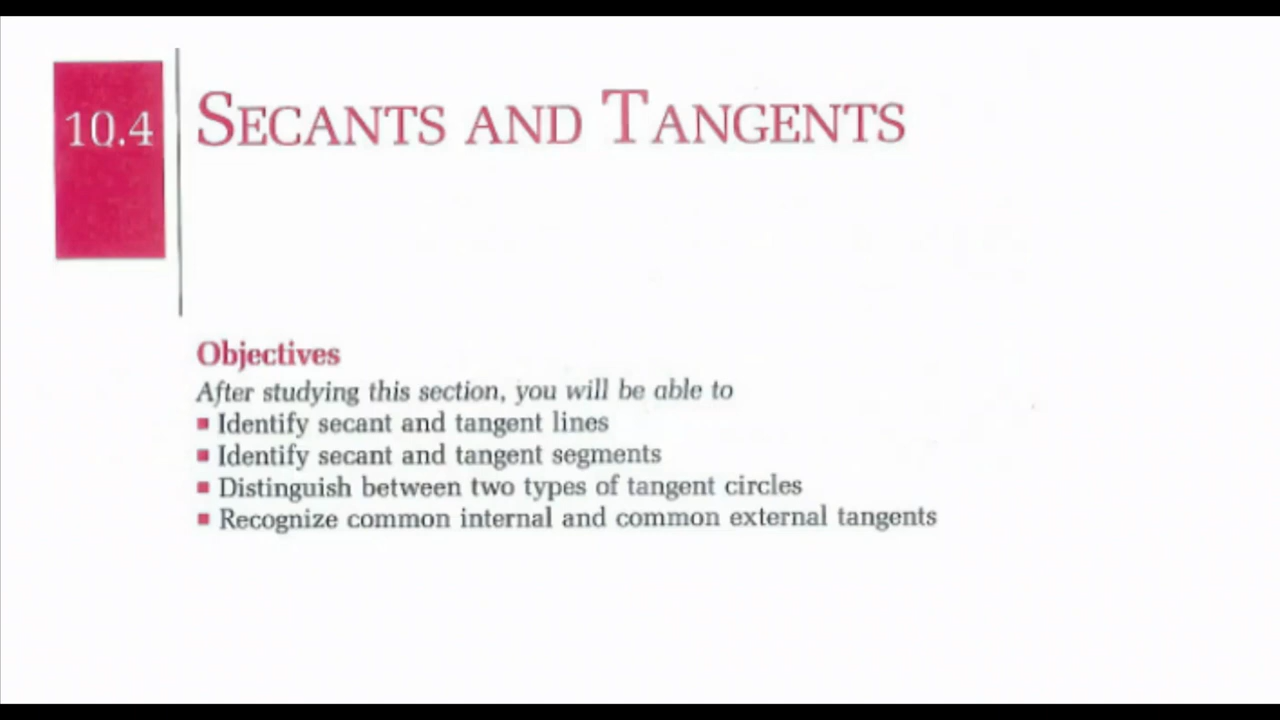 10.4
SECANTS AND TANGENTS
Objectives
After studying this section, you will be able to
▪ Identify secant and tangent lines
▪ Identify secant and tangent segments
▪ Distinguish between two types of tangent circles
▪ Recognize common internal and common external tangents